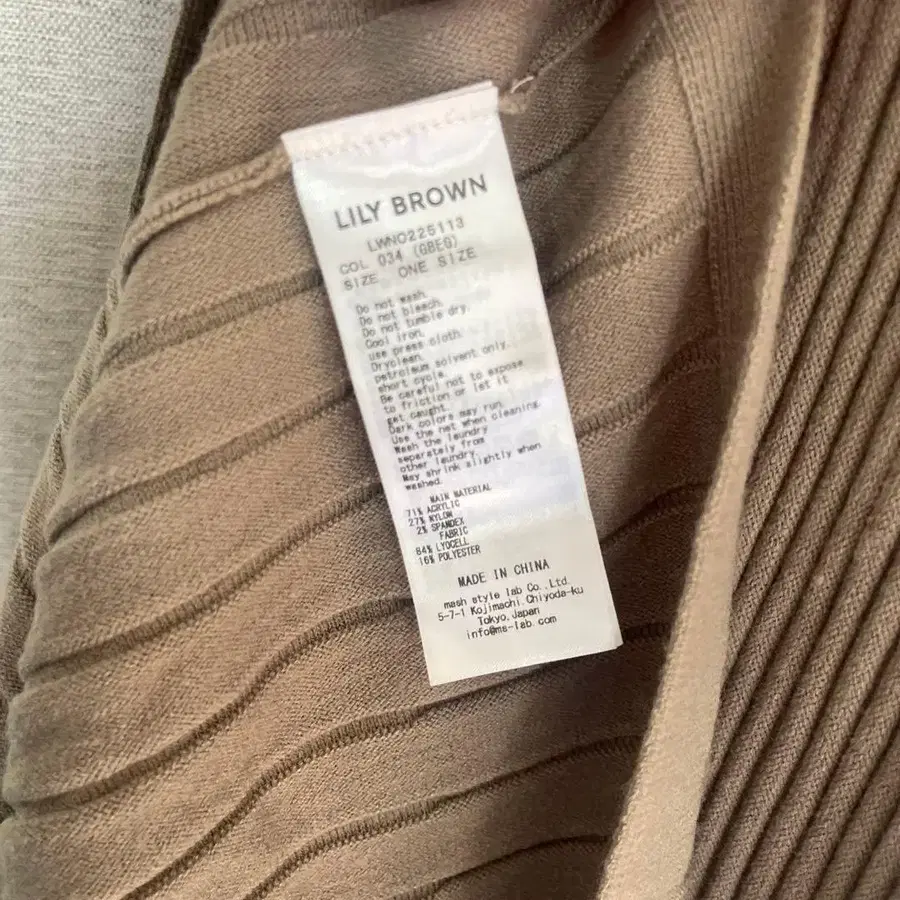 LILY BROWN
LWNC225113
COL 034 (GBEG)
SIZE ONE SIZE
Do not wash.
Do not bleach.
Do not tumble dry.
Cool iron.
use press cloth.
Dryclean.
petroleum solvent only.
short cycle.
Be careful not to expose
to friction or let it
get caught.
Dark colors may run.
Use the net when cleaning.
Wash the laundry
separately from
other laundry.
May shrink slightly when
washed.
MAIN MATERIAL
71% ACRYLIC
27% NYLON
2% SPANDEX
FABRIC
84% LYOCELL
16% POLYESTER
MADE IN CHINA
mash style lab Co.,Ltd.
5-7-1 Kojimachi,Chiyoda-ku
Tokyo,Japan
info@ms-lab.com